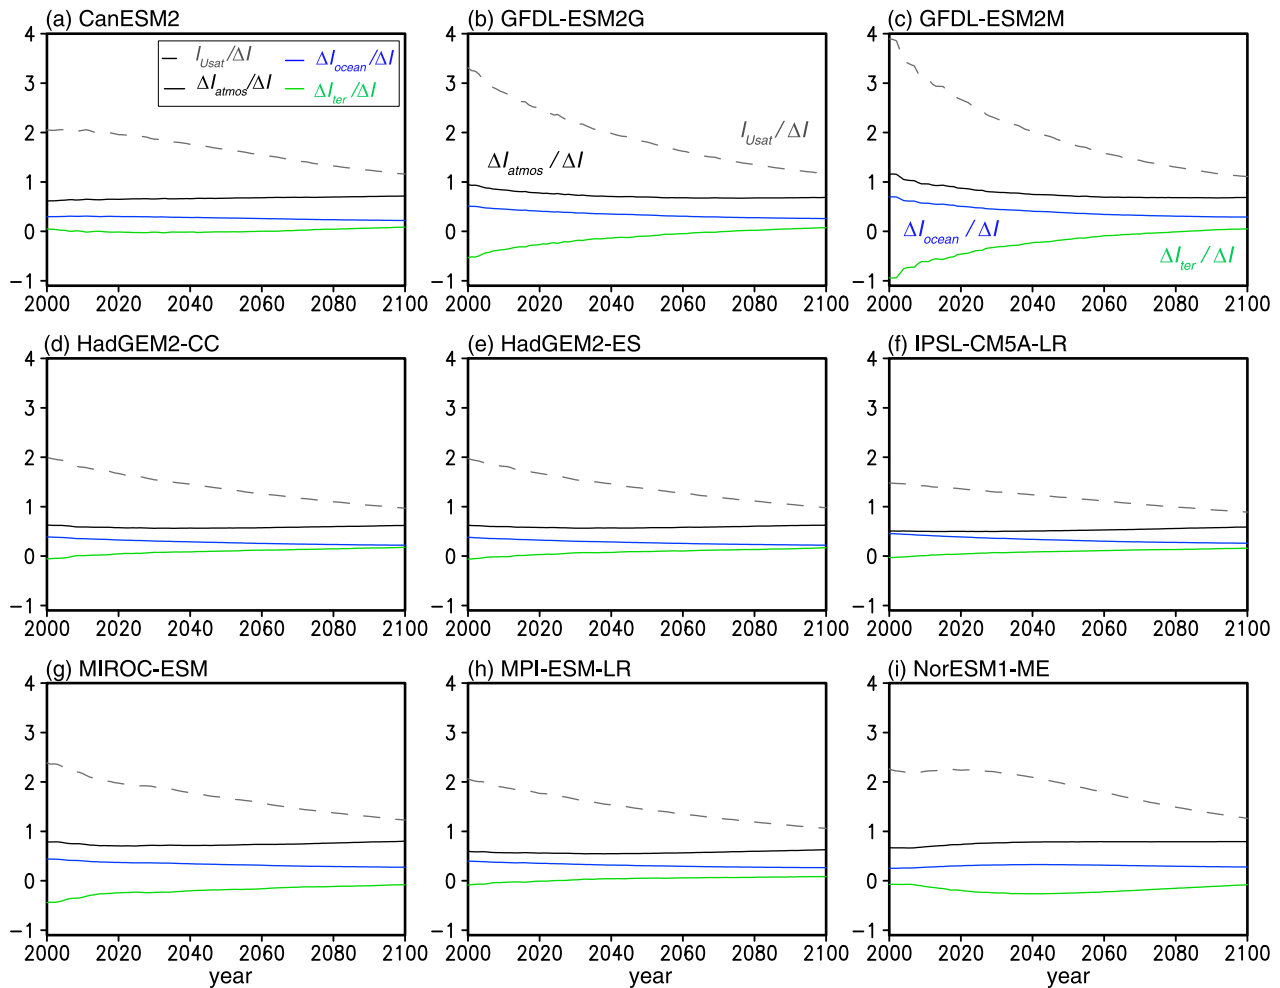 (a) CanESM2
(b) GFDL-ESM2G
(c) GFDL-ESM2M
I_Usat/ΔI
ΔI_ocean/ΔI
ΔI_atmos/ΔI
ΔI_ter/ΔI
4
3
2
1
0
−1
2000 2020 2040 2060 2080 2100
I_Usat/ΔI
ΔI_atmos/ΔI
4
3
2
1
0
−1
2000 2020 2040 2060 2080 2100
ΔI_ocean/ΔI
ΔI_ter/ΔI
4
3
2
1
0
−1
2000 2020 2040 2060 2080 2100
(d) HadGEM2-CC
(e) HadGEM2-ES
(f) IPSL-CM5A-LR
4
3
2
1
0
−1
2000 2020 2040 2060 2080 2100
4
3
2
1
0
−1
2000 2020 2040 2060 2080 2100
4
3
2
1
0
−1
2000 2020 2040 2060 2080 2100
(g) MIROC-ESM
(h) MPI-ESM-LR
(i) NorESM1-ME
4
3
2
1
0
−1
2000 2020 2040 2060 2080 2100
year
4
3
2
1
0
−1
2000 2020 2040 2060 2080 2100
year
4
3
2
1
0
−1
2000 2020 2040 2060 2080 2100
year